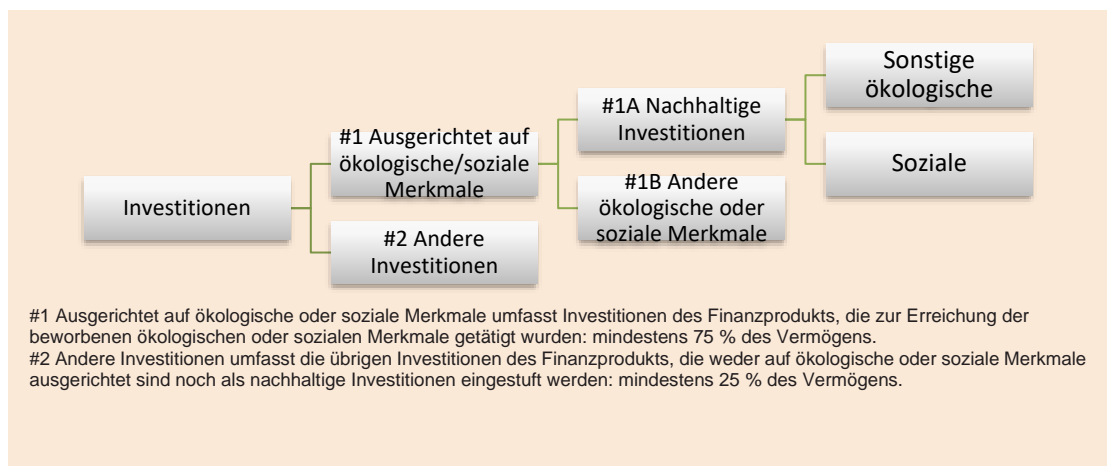 Investitionen
#1 Ausgerichtet auf
ökologische/soziale
Merkmale
#2 Andere
Investitionen
#1A Nachhaltige
Investitionen
#1B Andere
ökologische oder
soziale Merkmale
Sonstige
ökologische
Soziale
#1 Ausgerichtet auf ökologische oder soziale Merkmale umfasst Investitionen des Finanzprodukts, die zur Erreichung der
beworbenen ökologischen oder sozialen Merkmale getätigt wurden: mindestens 75 % des Vermögens.
#2 Andere Investitionen umfasst die übrigen Investitionen des Finanzprodukts, die weder auf ökologische oder soziale Merkmale
ausgerichtet sind noch als nachhaltige Investitionen eingestuft werden: mindestens 25 % des Vermögens.